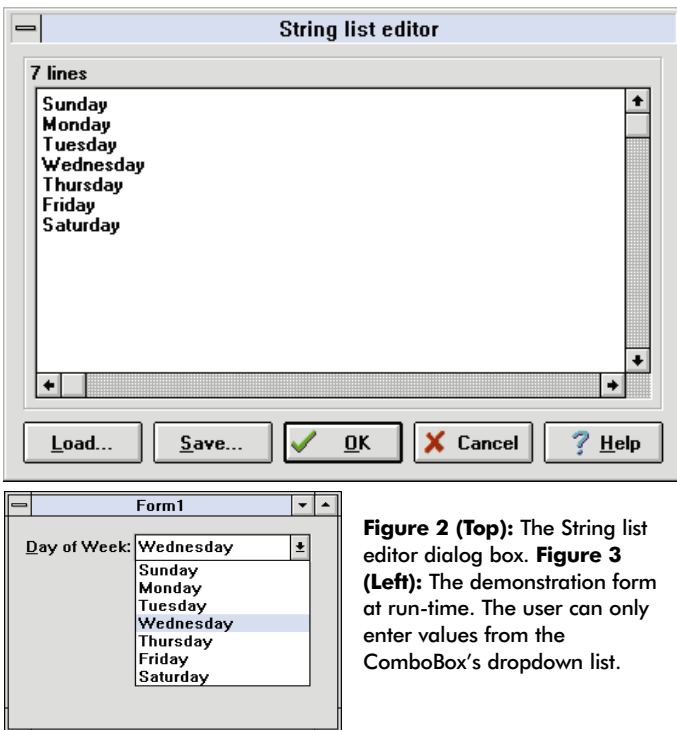 String list editor
7 lines
Sunday
Monday
Tuesday
Wednesday
Thursday
Friday
Saturday
Load...
Save...
OK
Cancel
? Help
Form1
Day of Week: Wednesday
Sunday
Monday
Tuesday
Wednesday
Thursday
Friday
Saturday
Figure 2 (Top): The String list
editor dialog box. Figure 3
(Left): The demonstration form
at run-time. The user can only
enter values from the
ComboBox's dropdown list.